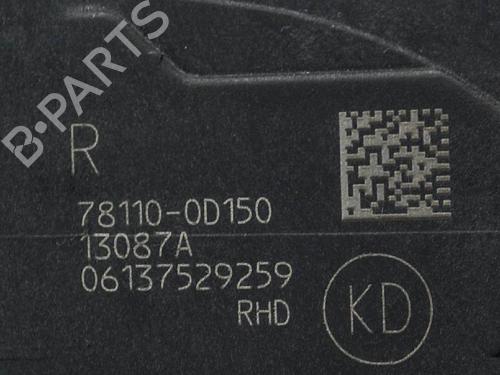 B·PARTS
R
78110-0D150
13087A
06137529259
RHD
KD